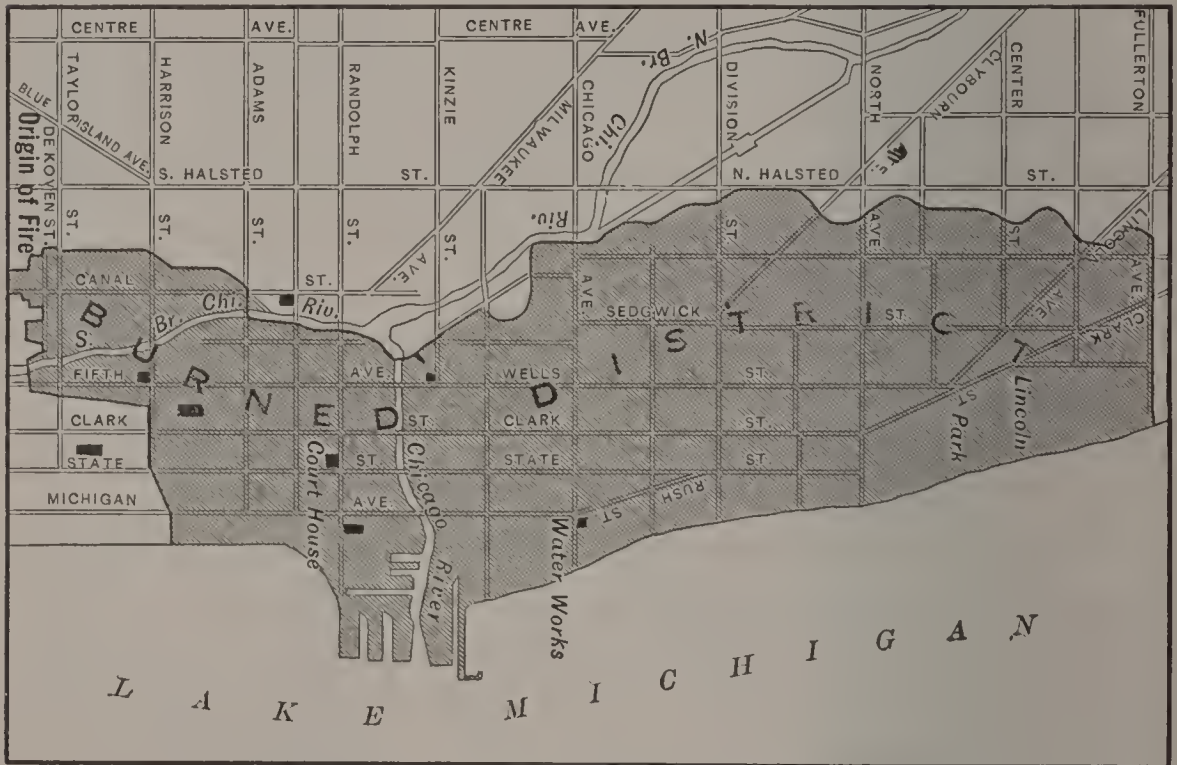 CENTRE AVE. CENTRE AVE.
TAYLOR ST.
HARRISON ST.
ADAMS ST.
RANDOLPH ST.
KINZIE ST.
MILWAUKEE AVE.
CHICAGO AVE.
N. Br. Chi. Riv.
DIVISION ST.
NORTH AVE
CLYBOURN AVE.
CENTER ST
FULLERTON AVE.
BLUE ISLAND AVE.
DE KOVEN ST.
Origin of Fire
S. HALSTED ST. N. HALSTED ST.
LINCOLN AVE.
CANAL ST.
S. Br. Chi. Riv.
SEDGWICK ST.
BURNED DISTRICT
FIFTH AVE. WELLS ST.
CLARK ST. CLARK ST.
CLARK ST
STATE ST. STATE ST.
MICHIGAN AVE.
RUSH ST
Court House
Chicago River
Water Works
Lincoln Park
LAKE MICHIGAN